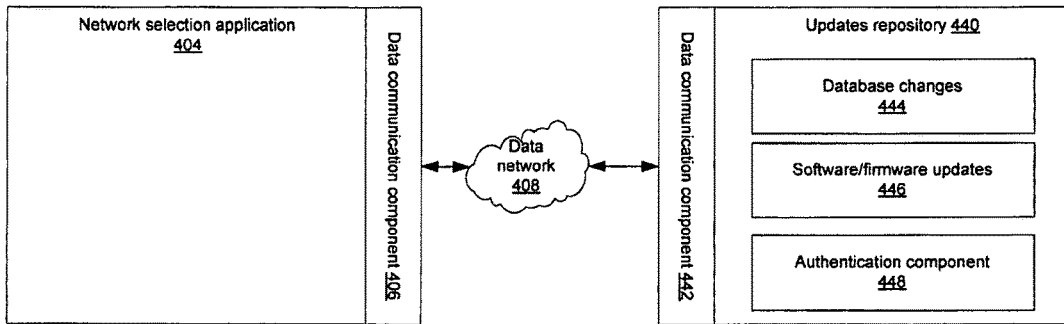 Network selection application
404
Data communication component 406
Data
network
408
Data communication component 442
Updates repository 440
Database changes
444
Software/firmware updates
446
Authentication component
448